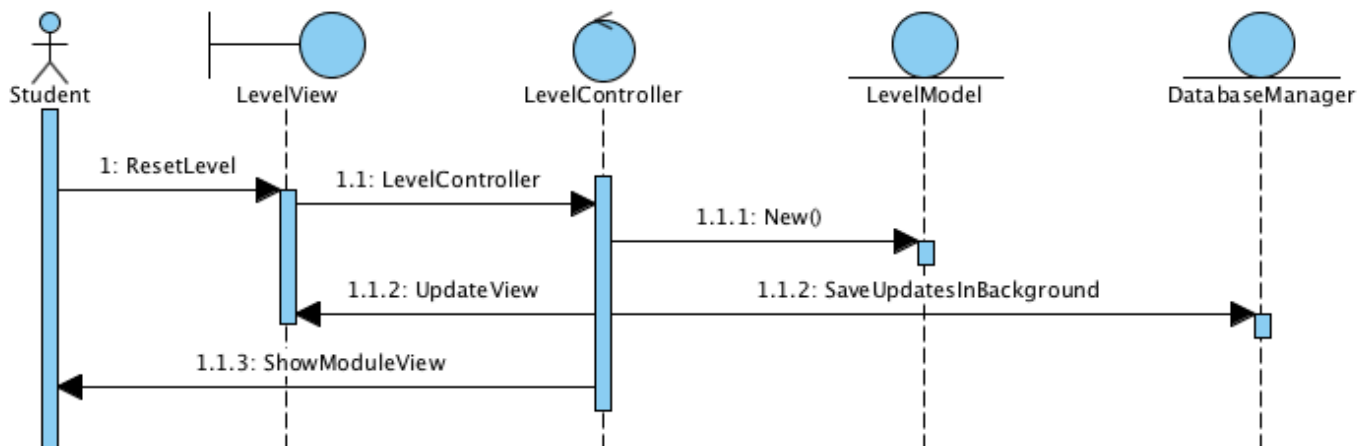 Student
LevelView
LevelController
LevelModel
DatabaseManager
1: ResetLevel
1.1: LevelController
1.1.1: New()
1.1.2: UpdateView
1.1.2: SaveUpdatesInBackground
1.1.3: ShowModuleView